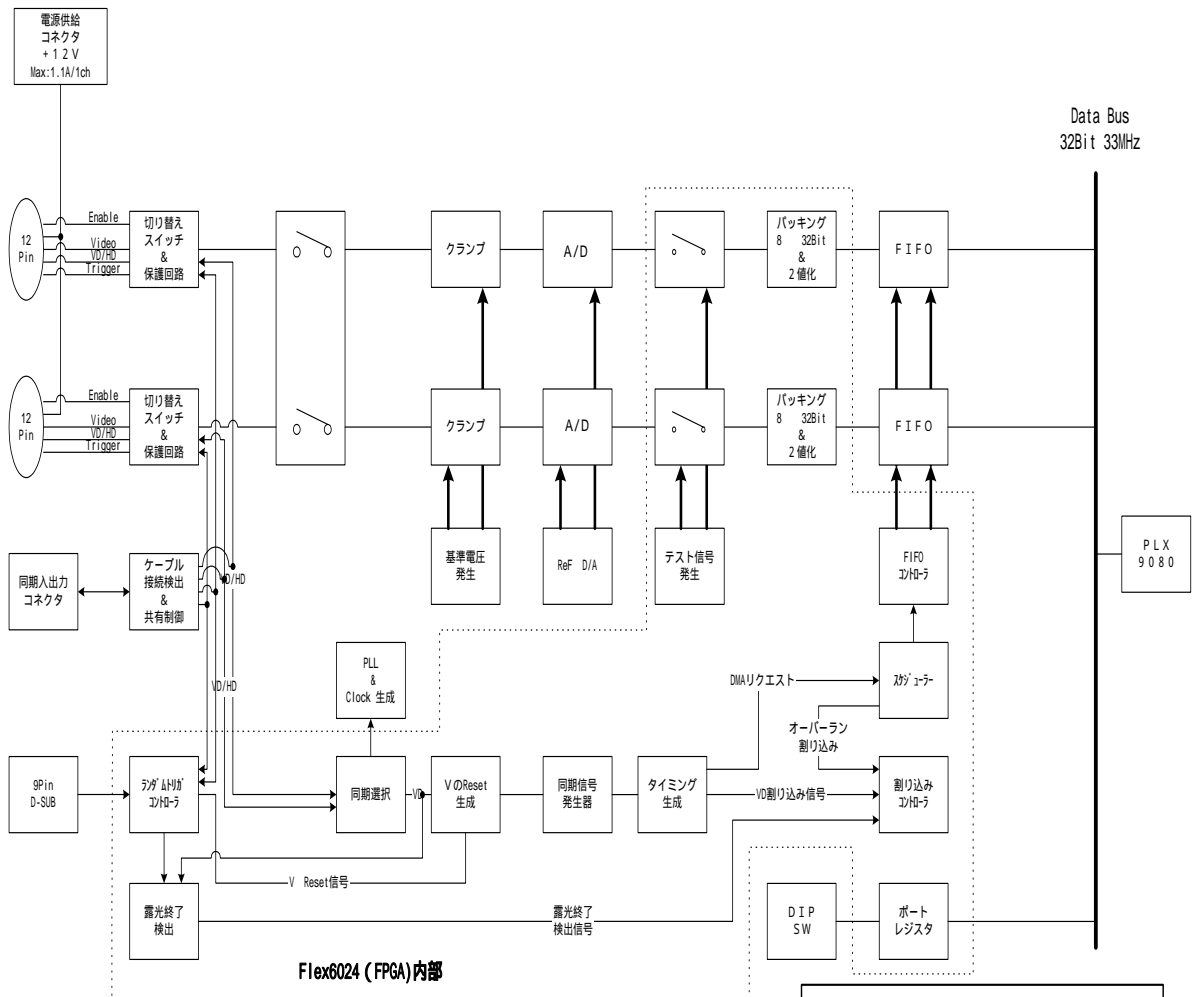 電源供給
コネクタ
+12V
Max:1.1A/1ch
Data Bus
32Bit 33MHz
12
Pin
Enable
Video
VD/HD
Trigger
切り替え
スイッチ
&
保護回路
クランプ
A/D
パッキング
8 32Bit
&
2値化
FIFO
12
Pin
Enable
Video
VD/HD
Trigger
切り替え
スイッチ
&
保護回路
クランプ
A/D
パッキング
8 32Bit
&
2値化
FIFO
基準電圧
発生
ReF D/A
テスト信号
発生
FIFO
コントローラ
PLX
9080
同期入出力
コネクタ
ケーブル
接続検出
&
共有制御
VD/HD
VD/HD
PLL
&
Clock 生成
DMAリクエスト
スケジューラー
オーバーラン
割り込み
9Pin
D-SUB
ランダムトリガ
コントローラ
同期選択
VD
VのReset
生成
同期信号
発生器
タイミング
生成
VD割り込み信号
割り込み
コントローラ
V Reset信号
露光終了
検出
露光終了
検出信号
DIP
SW
ポート
レジスタ
Flex6024 (FPGA)内部